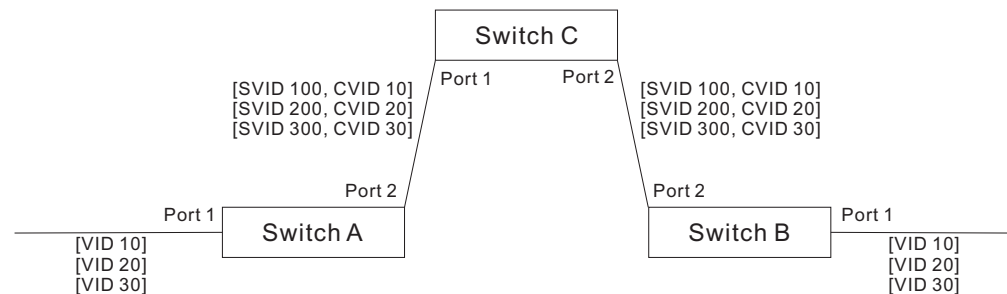 Switch C
Port 1
Port 2
[SVID 100, CVID 10]
[SVID 200, CVID 20]
[SVID 300, CVID 30]
[SVID 100, CVID 10]
[SVID 200, CVID 20]
[SVID 300, CVID 30]
Port 2
Port 2
Port 1
Switch A
Switch B
Port 1
[VID 10]
[VID 20]
[VID 30]
[VID 10]
[VID 20]
[VID 30]